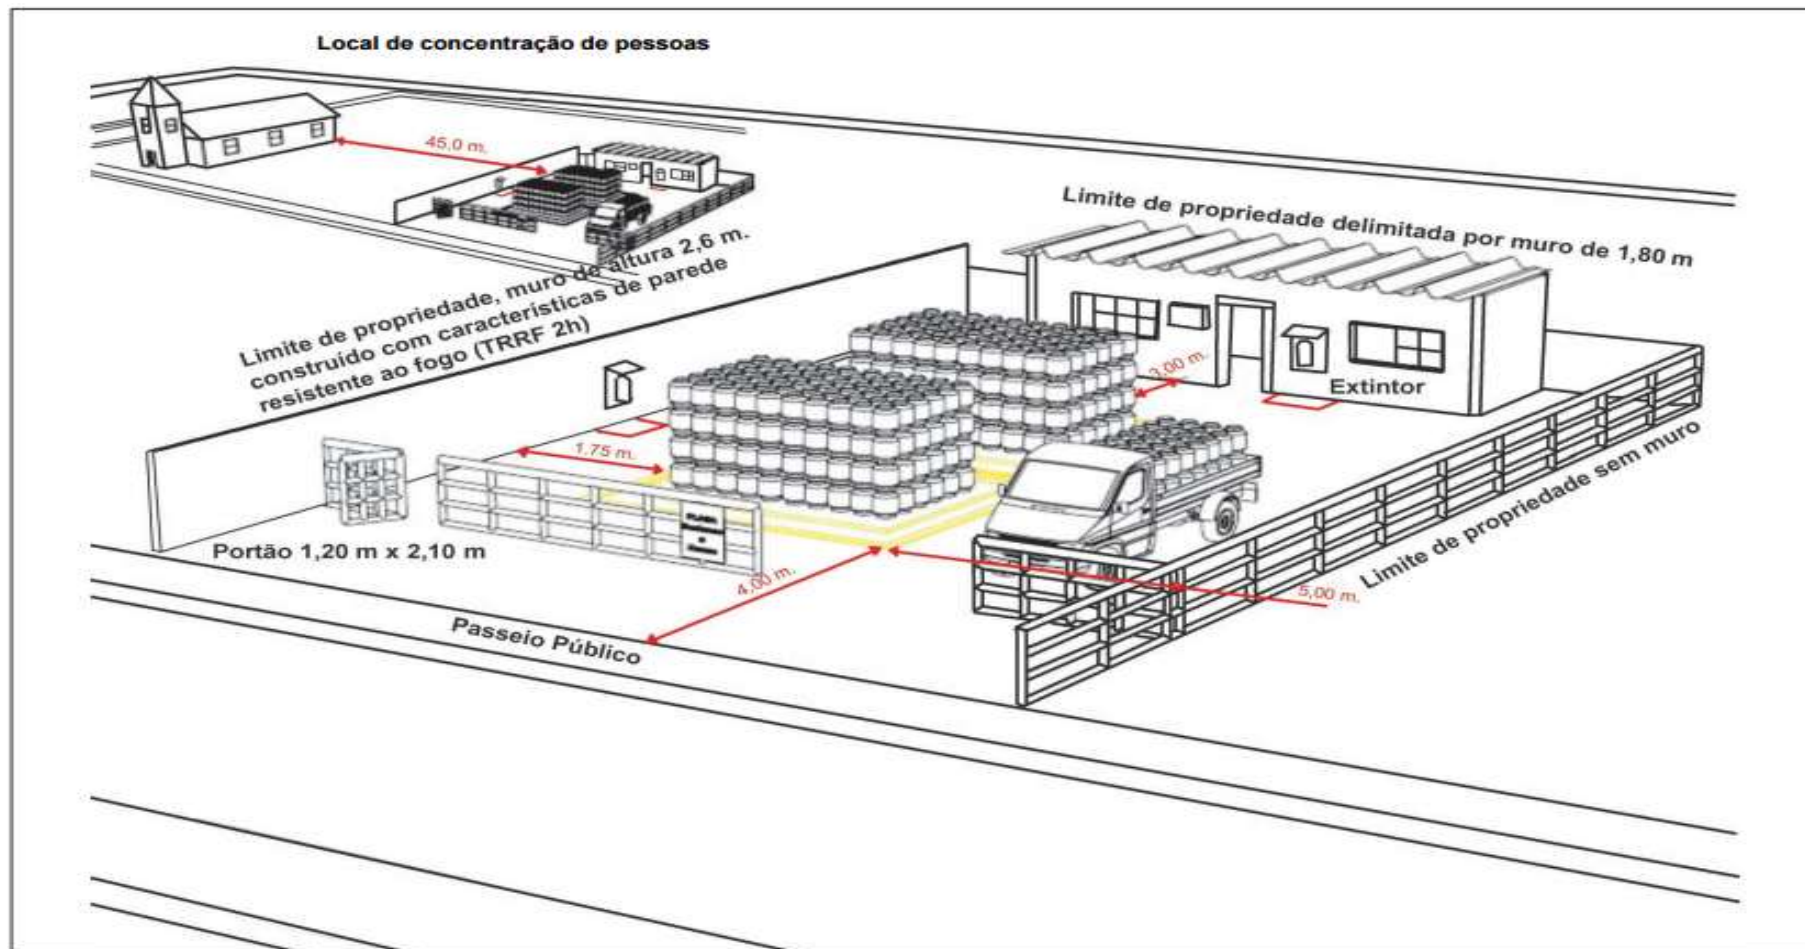 Local de concentração de pessoas
45,0 m.
Limite de propriedade delimitada por muro de 1,80 m
Limite de propriedade, muro de altura 2,6 m.
construído com características de parede
resistente ao fogo (TRRF 2h)
3,00 m.
Extintor
1,75 m.
Limite de propriedade sem muro
Portão 1,20 m x 2,10 m
4,00 m.
5,00 m.
Passeio Público